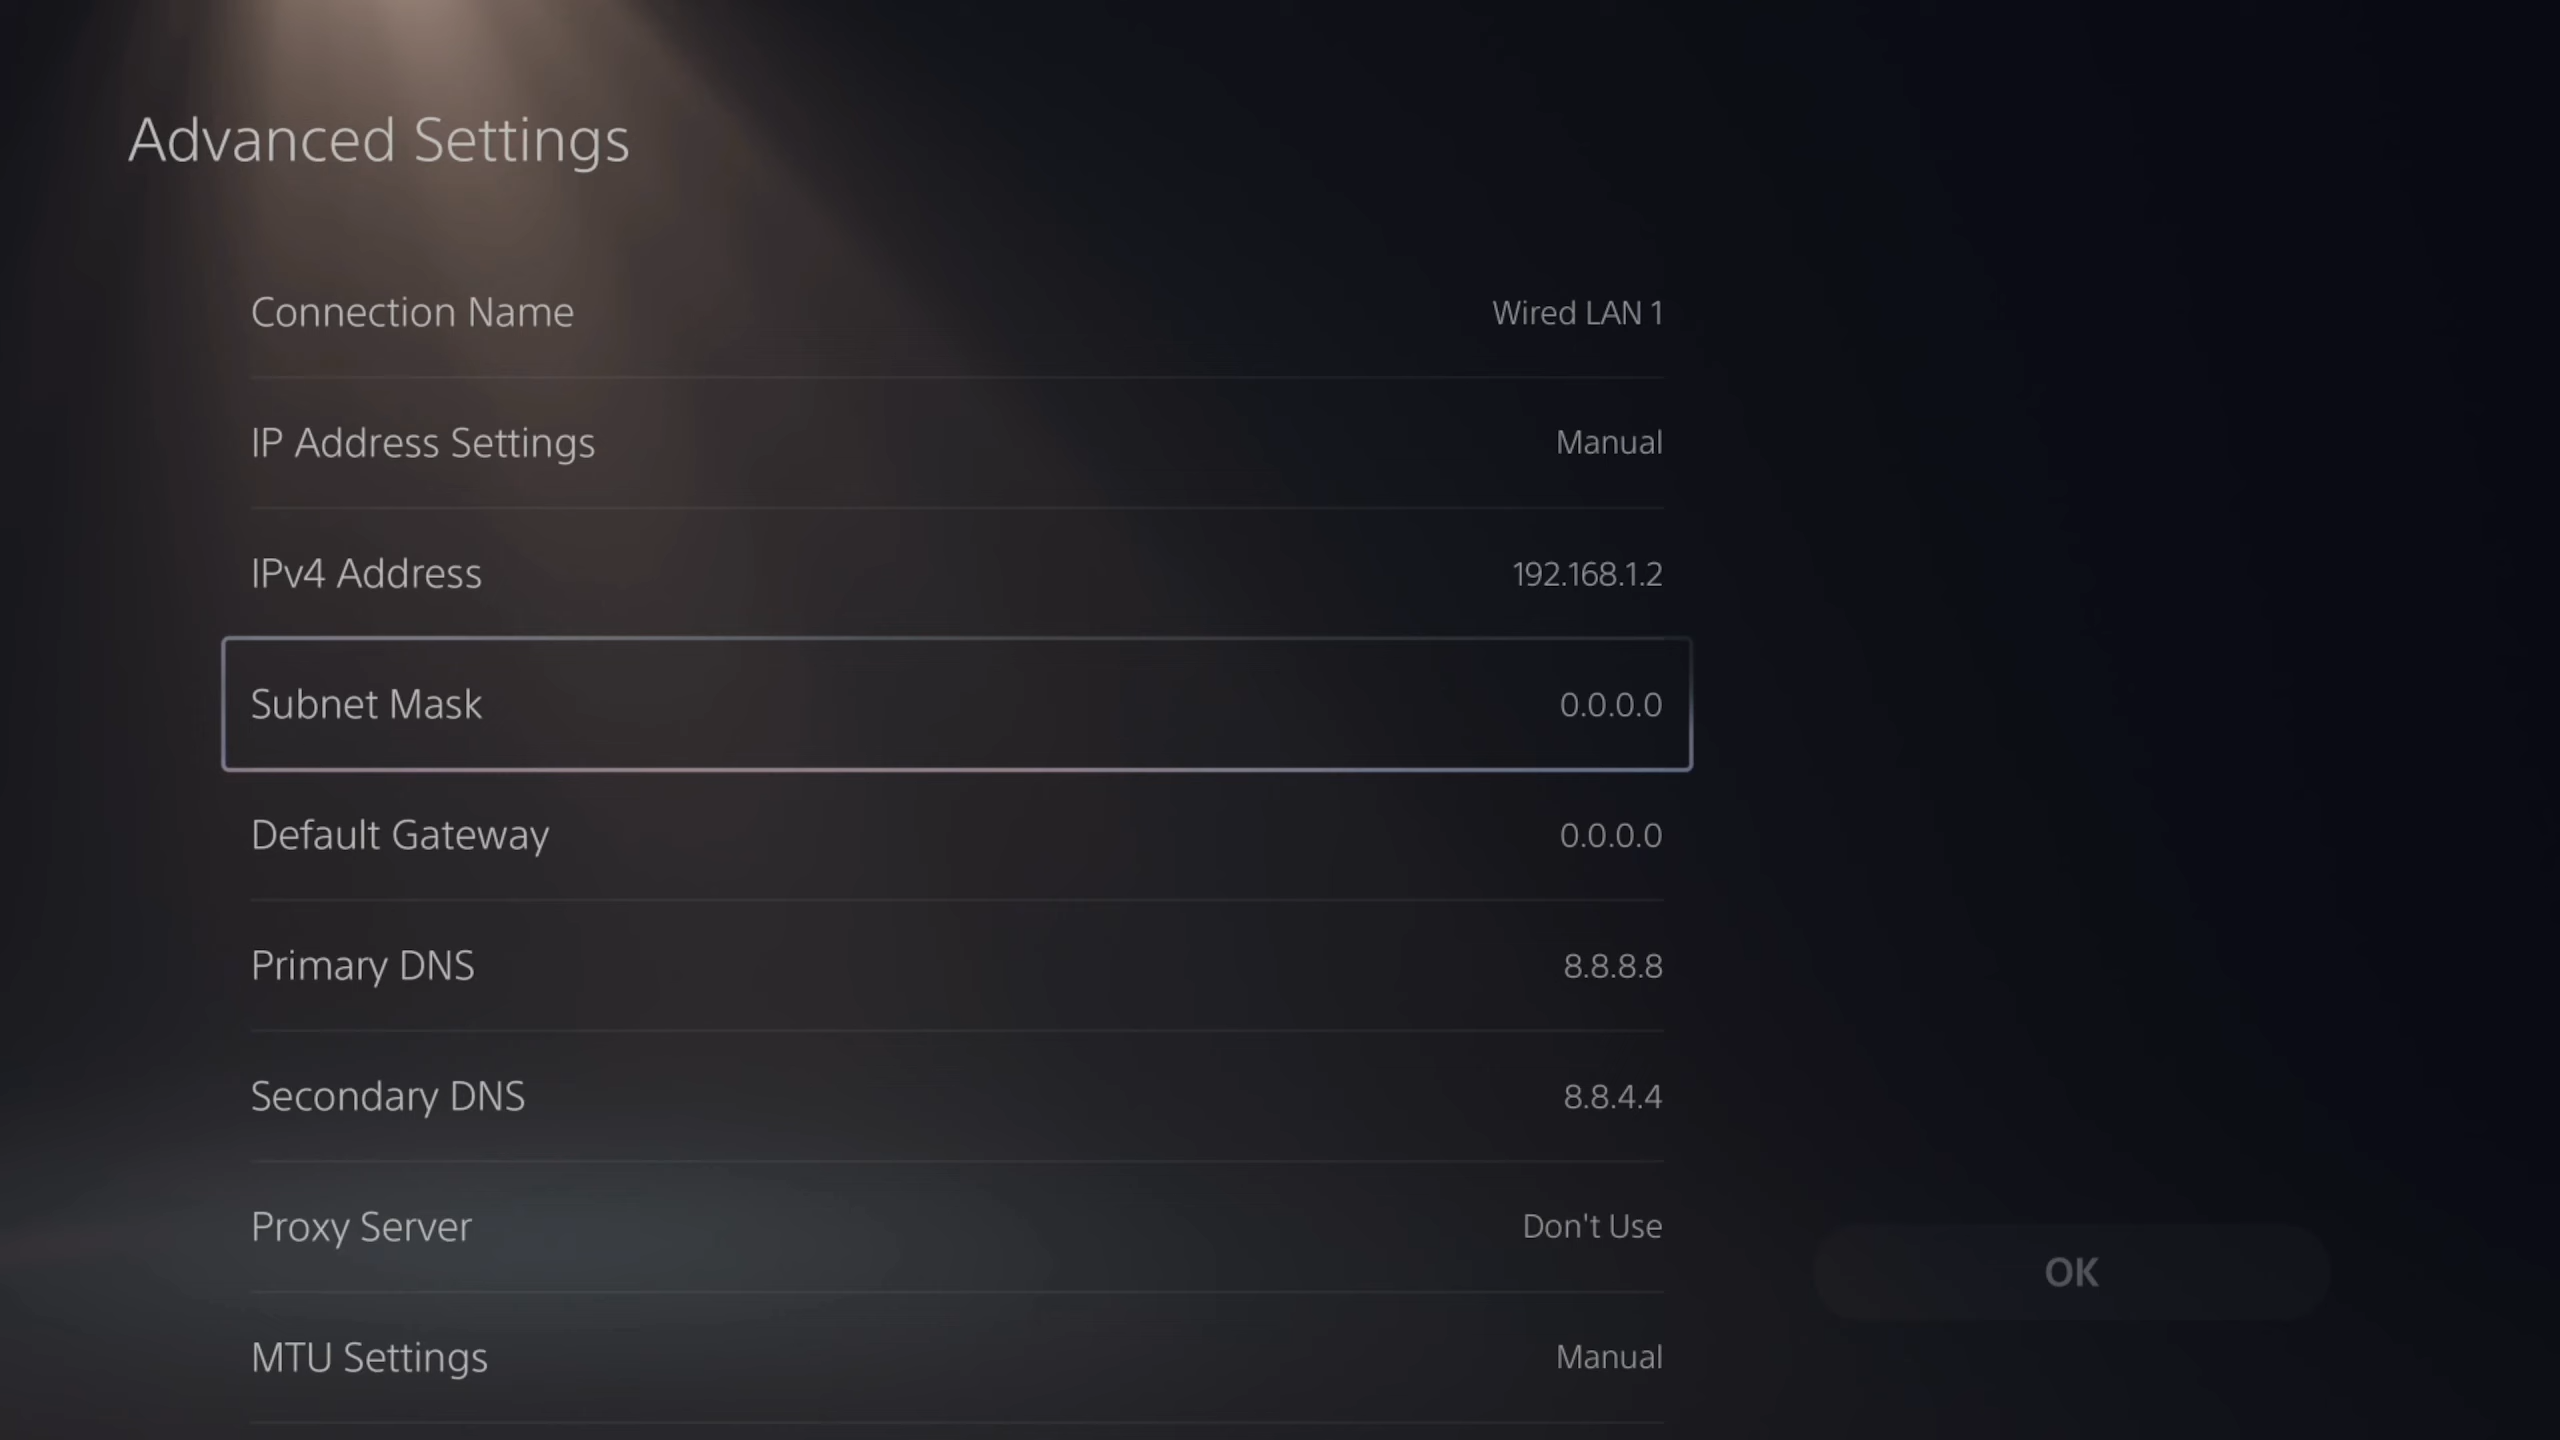 Advanced Settings
Connection Name Wired LAN 1
IP Address Settings Manual
IPv4 Address 192.168.1.2
Subnet Mask 0.0.0.0
Default Gateway 0.0.0.0
Primary DNS 8.8.8.8
Secondary DNS 8.8.4.4
Proxy Server Don't Use
OK
MTU Settings Manual